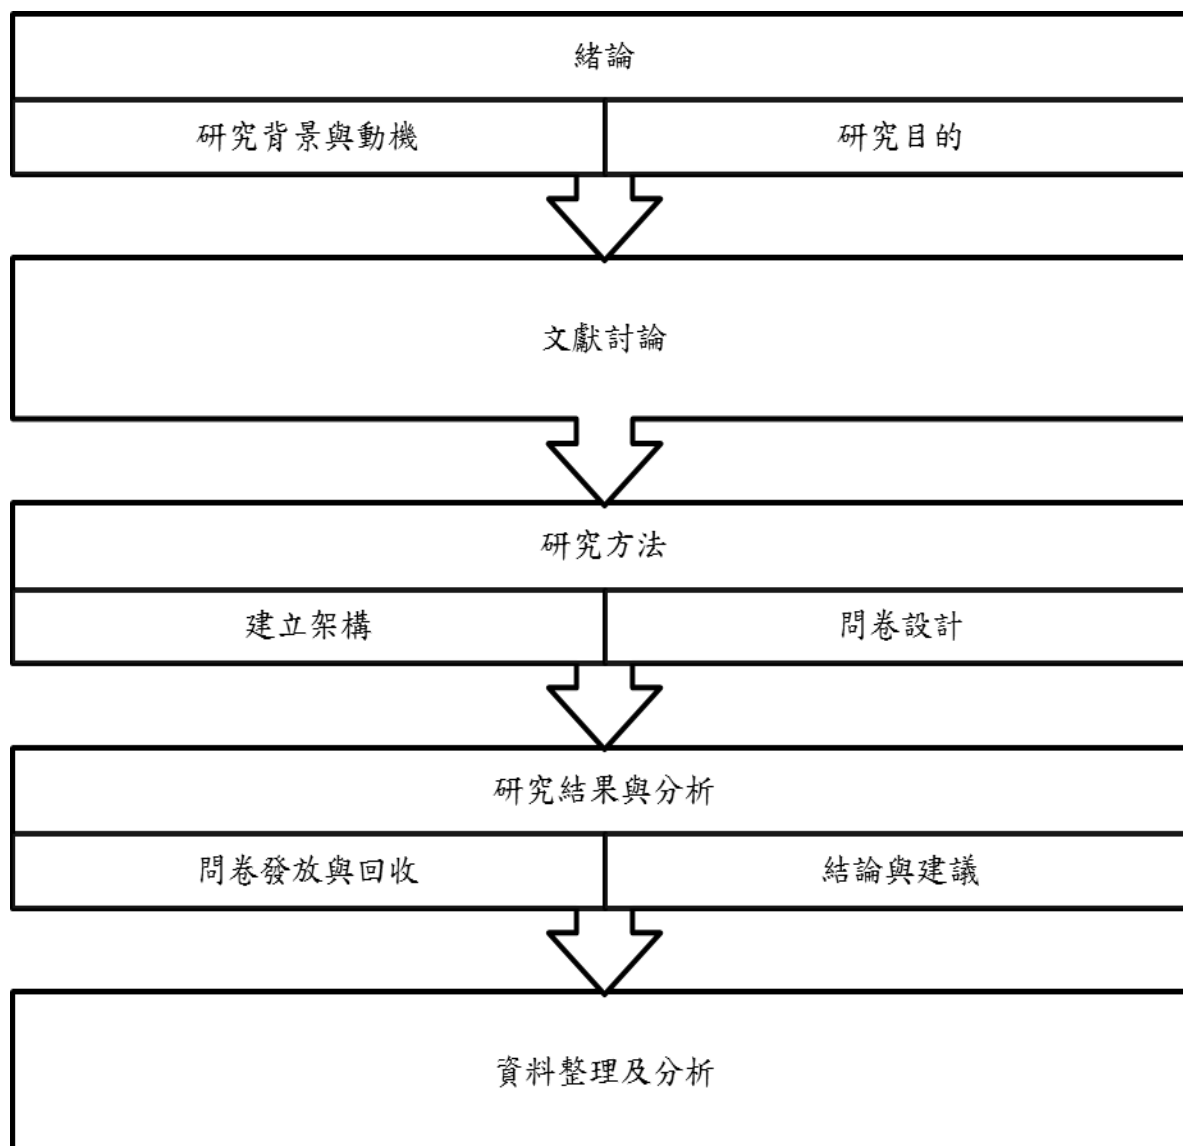 緒論
研究背景與動機
研究目的
文獻討論
研究方法
建立架構
問卷設計
研究結果與分析
問卷發放與回收
結論與建議
資料整理及分析